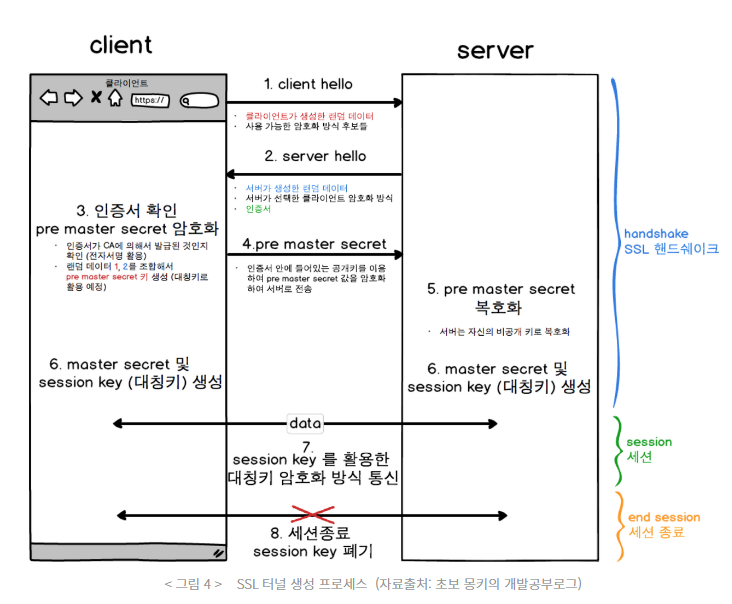 client
server
클라이언트
https://
1. client hello
· 클라이언트가 생성한 랜덤 데이터
· 사용 가능한 암호화 방식 후보들
2. server hello
· 서버가 생성한 랜덤 데이터
· 서버가 선택한 클라이언트 암호화 방식
· 인증서
3. 인증서 확인
pre master secret 암호화
· 인증서가 CA에 의해서 발급된 것인지
확인 (전자서명 활용)
· 랜덤 데이터 1, 2를 조합해서
pre master secret 키 생성 (대칭키로
활용 예정)
4.pre master secret
· 인증서 안에 들어있는 공개키를 이용
하여 pre master secret 값을 암호화
하여 서버로 전송
5. pre master secret
복호화
· 서버는 자신의 비공개 키로 복호화
6. master secret 및
session key (대칭키) 생성
6. master secret 및
session key (대칭키) 생성
handshake
SSL 핸드쉐이크
data
7.
session key 를 활용한
대칭키 암호화 방식 통신
session
세션
8. 세션종료
session key 폐기
end session
세션 종료
< 그림 4 > SSL 터널 생성 프로세스 (자료출처: 초보 몽키의 개발공부로그)